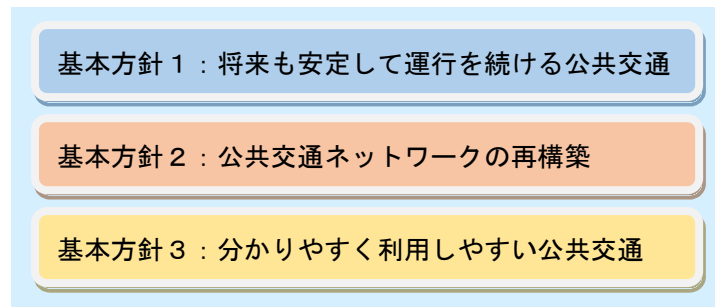 基本方針１：将来も安定して運行を続ける公共交通
基本方針２：公共交通ネットワークの再構築
基本方針３：分かりやすく利用しやすい公共交通